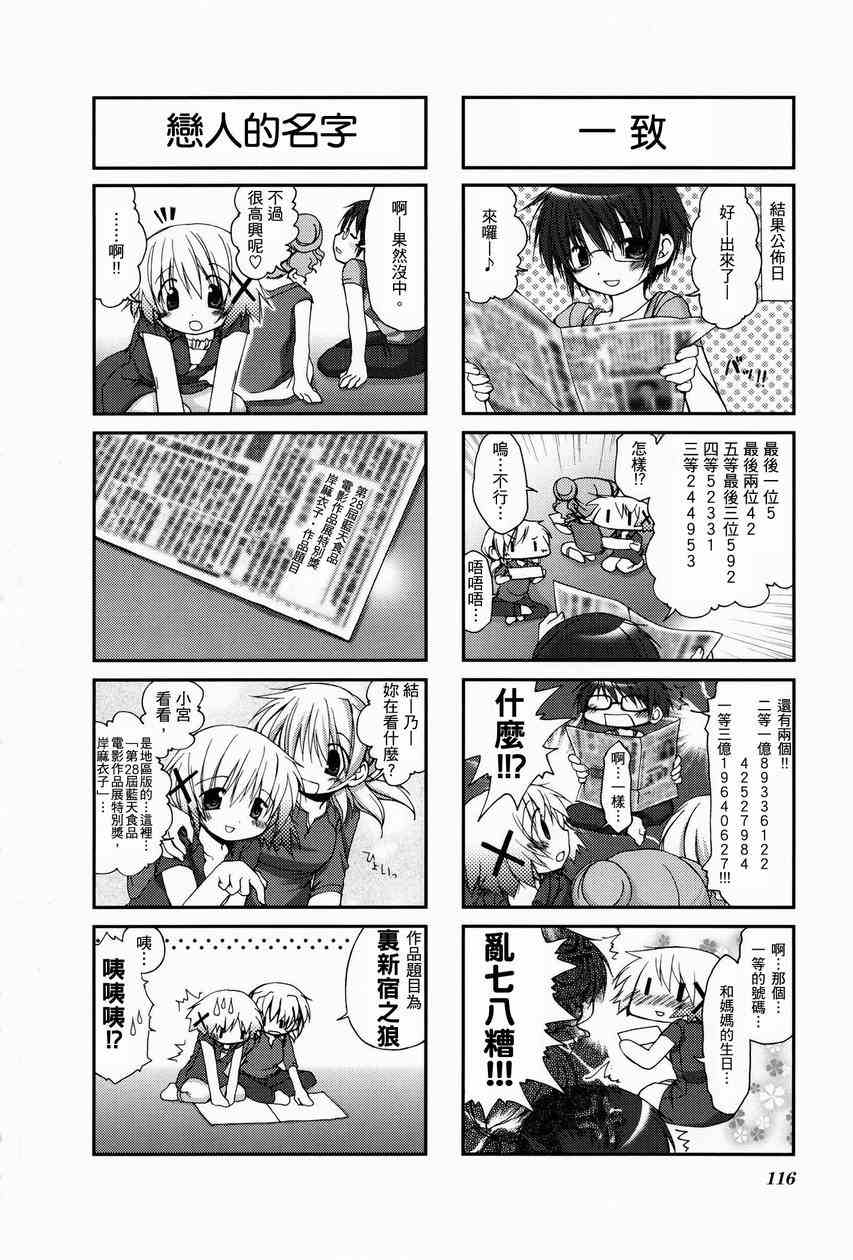 一致
結果公佈日
好—出來了—
來囉—♪
バッ!!
最後一位5
最後兩位42
五等最後三位592
四等52331
三等244953
怎樣!?
嗚…不行…
唔唔唔…
還有兩個!!
二等一億89336122
42527984
一等三億19640627!!!
啊…一樣…
什麼!!?
啊…那個…
一等的號碼…
和媽媽的生日…
亂七八糟!!!
戀人的名字
啊—果然沒中。
不過
很高興呢♡
……啊!!
第28屆藍天食品
電影作品展特別獎
岸麻衣子・作品題目
結—乃—
妳在看什麼?
小宮
看看,
是地區版的…這裡…
「第28屆藍天食品
電影作品展特別獎,
岸麻衣子」…
ひょいっ
作品題目為
裏新宿之狼
咦…
咦咦咦!?
116